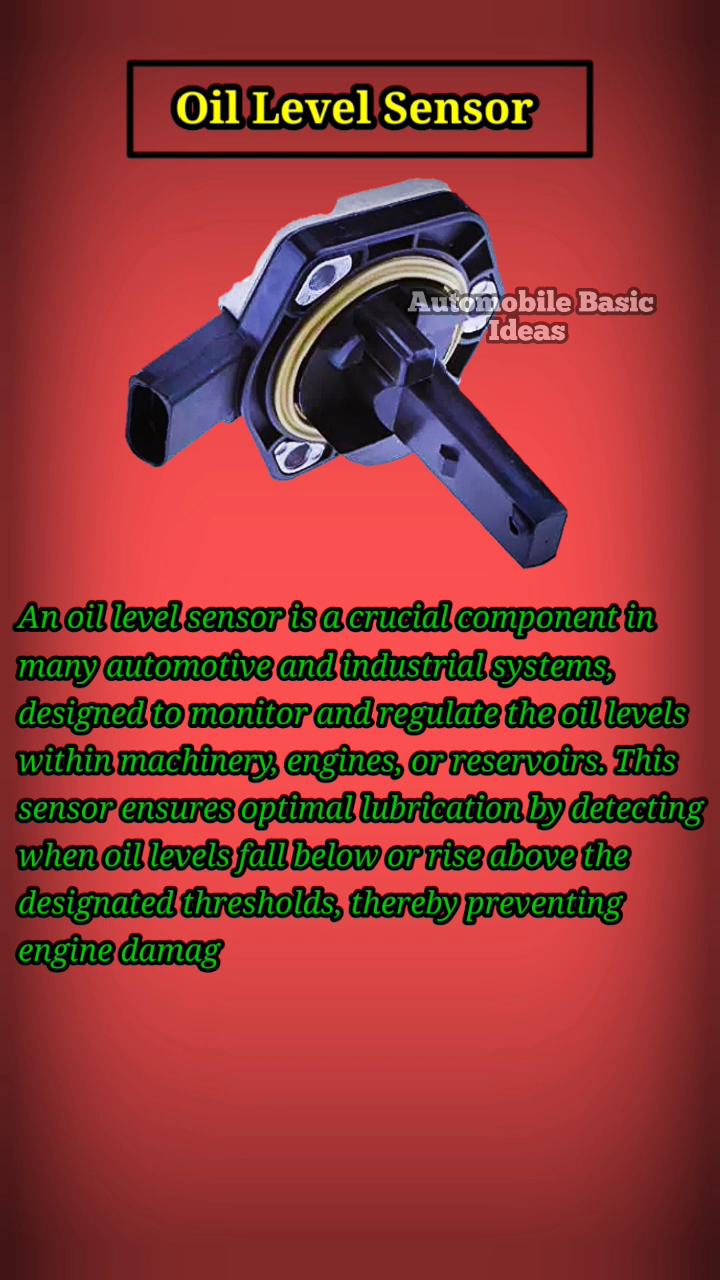 Oil Level Sensor
Automobile Basic
Ideas
An oil level sensor is a crucial component in
many automotive and industrial systems,
designed to monitor and regulate the oil levels
within machinery, engines, or reservoirs. This
sensor ensures optimal lubrication by detecting
when oil levels fall below or rise above the
designated thresholds, thereby preventing
engine damag